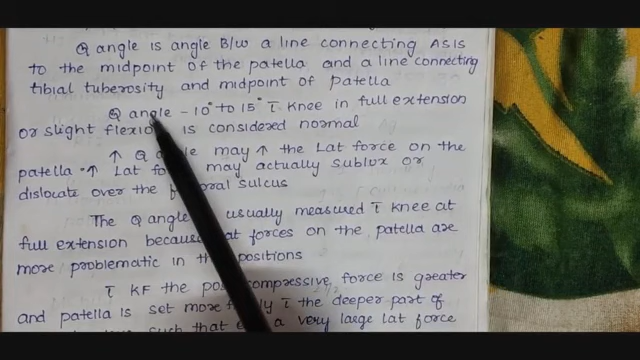 Q angle is angle B/w a line connecting ASIS
to the midpoint of the patella and a line connecting
tibial tuberosity and midpoint of Patella
Q angle - 10° to 15° c̄ Knee in full extension
or slight flexion is considered normal
↑ Q angle may ↑ the Lat force on the
patella ↑ Lat may actually Sublux or
dislocate over the sulcus
The Q angle usually measured c̄ Knee at
full extension because forces on the patella are
more problematic in positions
c̄ KF the compressive force is greater
and patella is set more c̄ the deeper part of
such that a very large lat force